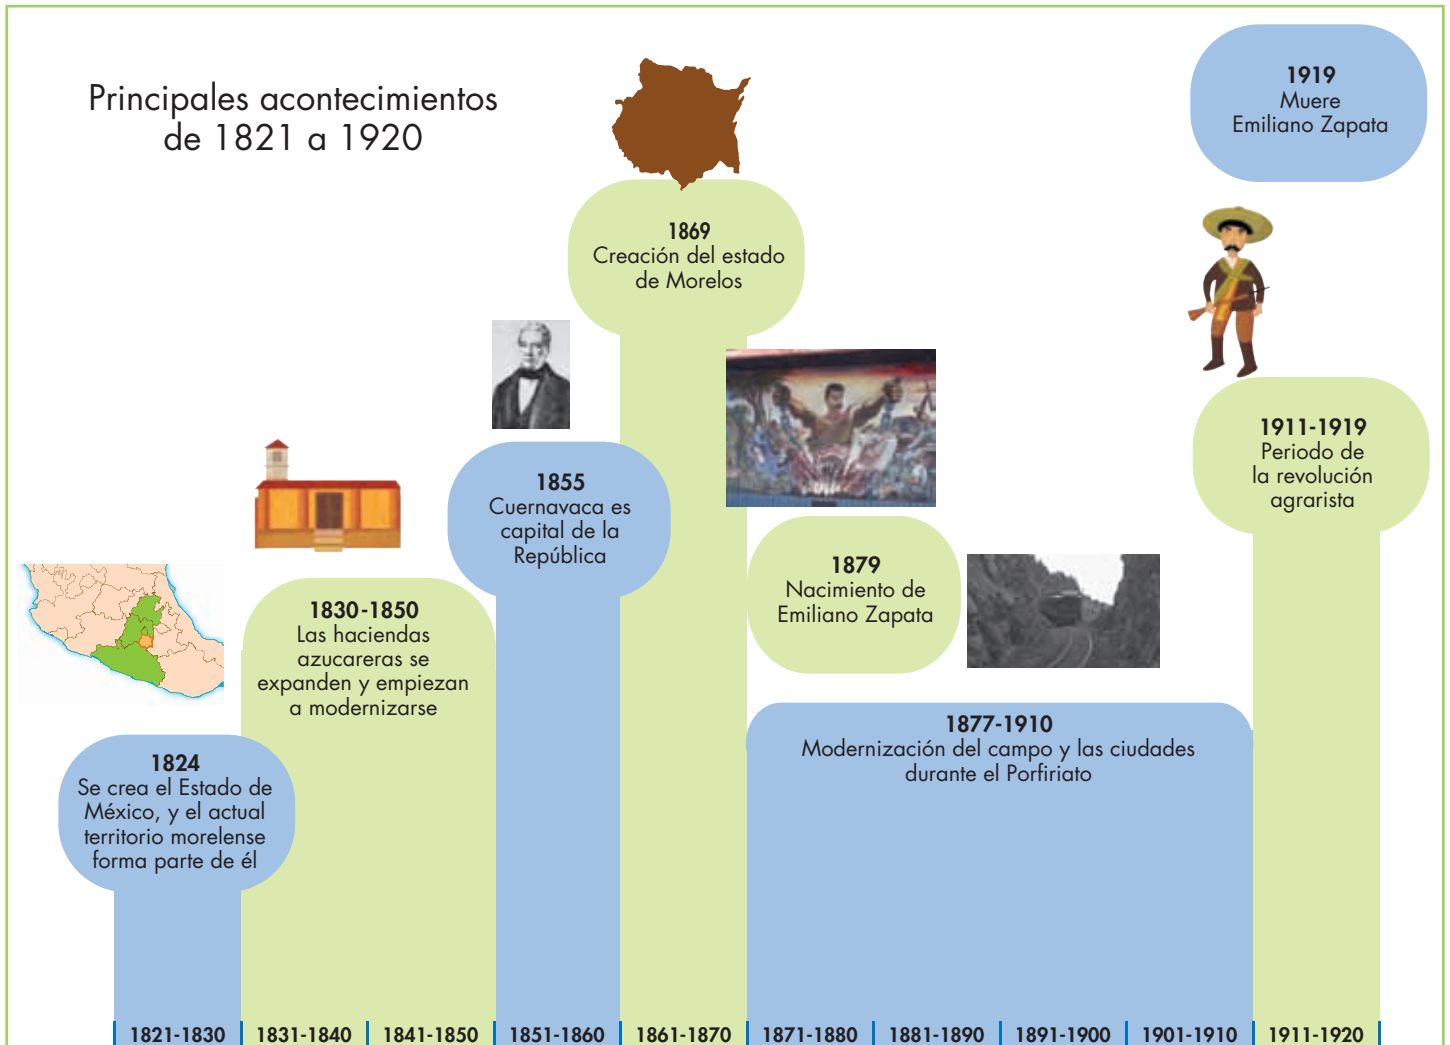 Principales acontecimientos
de 1821 a 1920
1919
Muere
Emiliano Zapata
1869
Creación del estado
de Morelos
1911-1919
Periodo de
la revolución
agrarista
1855
Cuernavaca es
capital de la
República
1879
Nacimiento de
Emiliano Zapata
1830-1850
Las haciendas
azucareras se
expanden y empiezan
a modernizarse
1877-1910
Modernización del campo y las ciudades
durante el Porfiriato
1824
Se crea el Estado de
México, y el actual
territorio morelense
forma parte de él
1821-1830 1831-1840 1841-1850 1851-1860 1861-1870 1871-1880 1881-1890 1891-1900 1901-1910 1911-1920